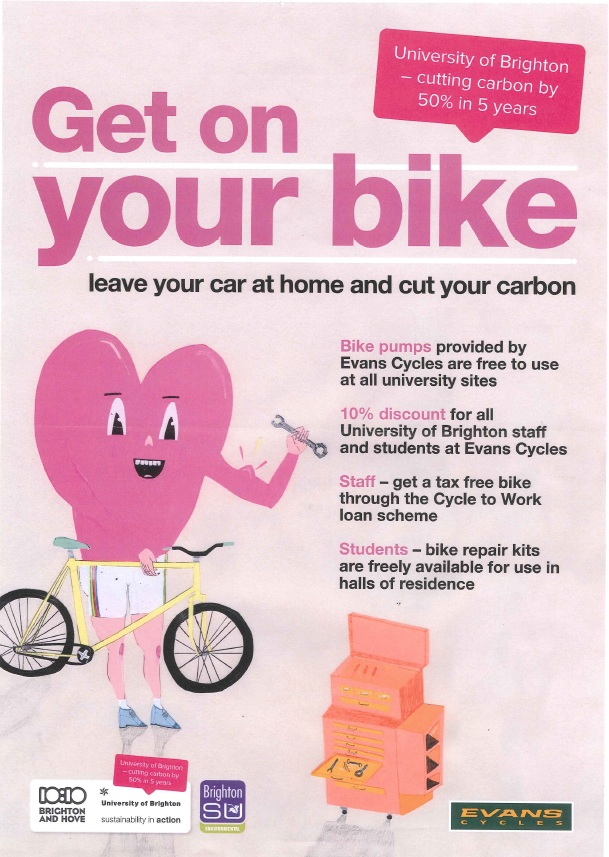 University of Brighton
– cutting carbon by
50% in 5 years
Get on
your bike
leave your car at home and cut your carbon
Bike pumps provided by
Evans Cycles are free to use
at all university sites
10% discount for all
University of Brighton staff
and students at Evans Cycles
Staff – get a tax free bike
through the Cycle to Work
loan scheme
Students – bike repair kits
are freely available for use in
halls of residence
University of Brighton
– cutting carbon by
50% in 5 years
10:10
BRIGHTON
AND HOVE
University of Brighton
sustainability in action
Brighton
SU
ENVIRONMENTAL
EVANS
CYCLES